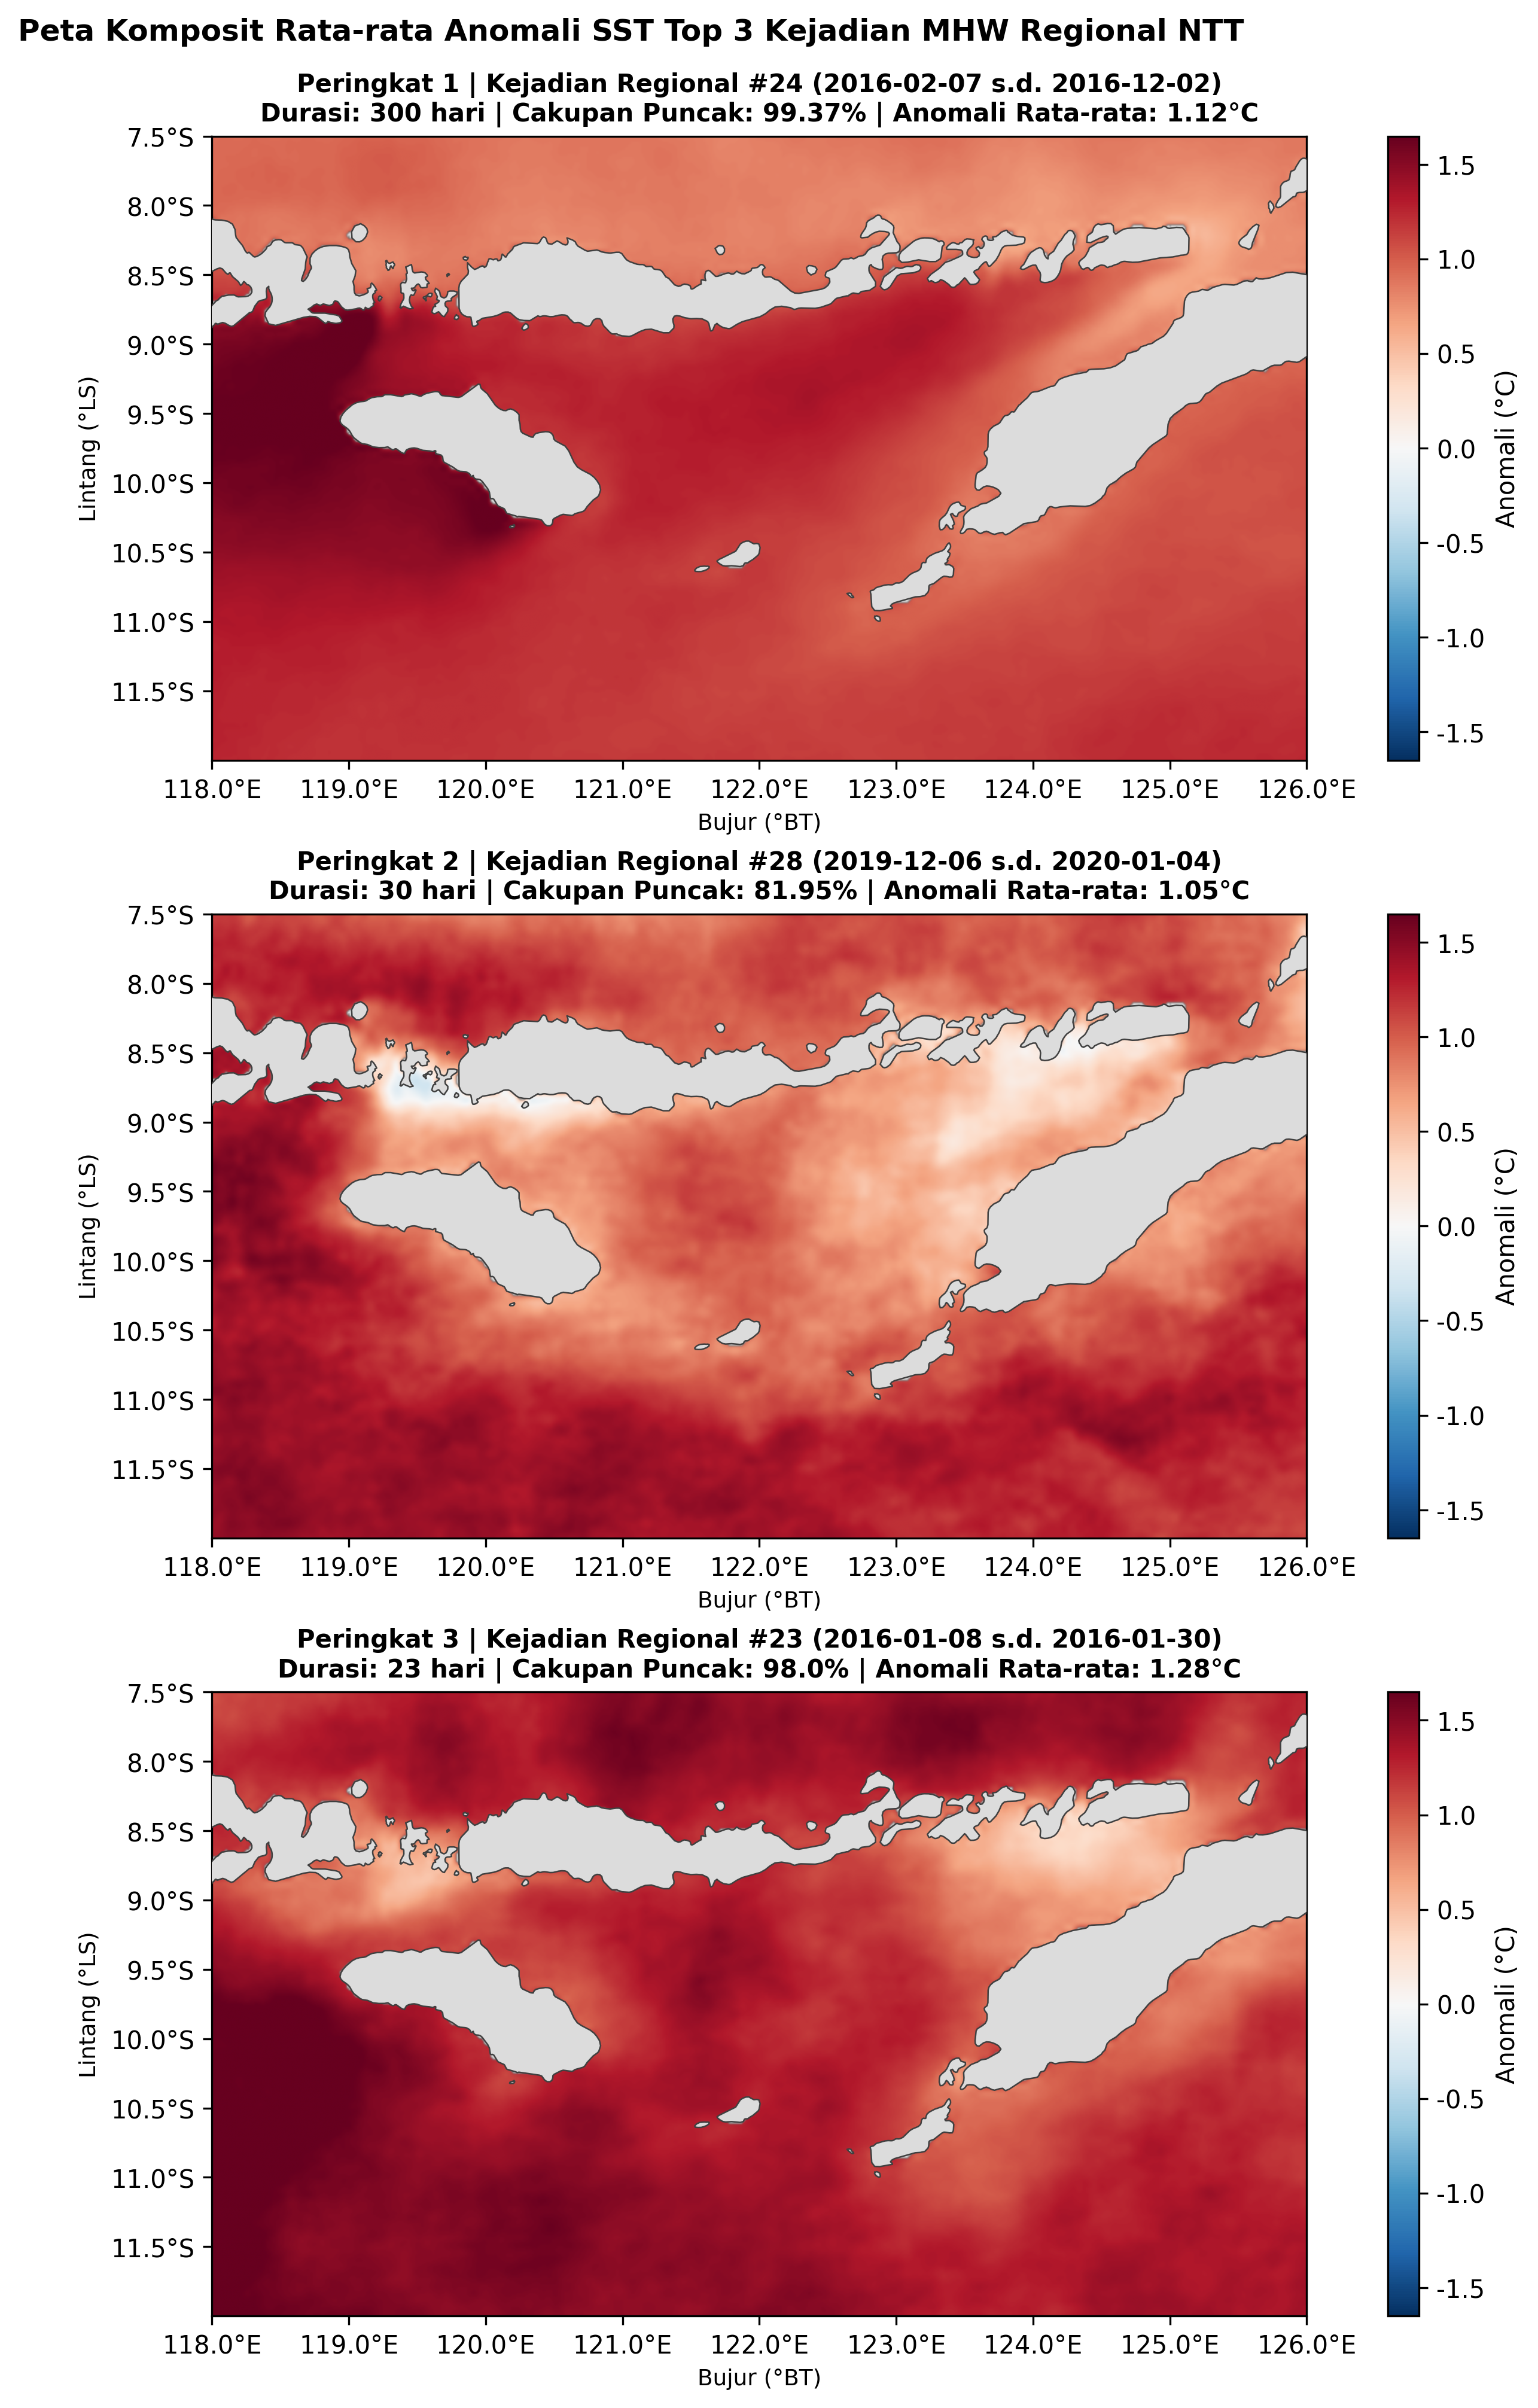 Peta Komposit Rata-rata Anomali SST Top 3 Kejadian MHW Regional NTT
Peringkat 1 | Kejadian Regional #24 (2016-02-07 s.d. 2016-12-02)
Durasi: 300 hari | Cakupan Puncak: 99.37% | Anomali Rata-rata: 1.12°C
7.5°S
8.0°S
8.5°S
9.0°S
9.5°S
10.0°S
10.5°S
11.0°S
11.5°S
Lintang (°LS)
118.0°E 119.0°E 120.0°E 121.0°E 122.0°E 123.0°E 124.0°E 125.0°E 126.0°E
Bujur (°BT)
1.5
1.0
0.5
0.0
-0.5
-1.0
-1.5
Anomali (°C)
Peringkat 2 | Kejadian Regional #28 (2019-12-06 s.d. 2020-01-04)
Durasi: 30 hari | Cakupan Puncak: 81.95% | Anomali Rata-rata: 1.05°C
7.5°S
8.0°S
8.5°S
9.0°S
9.5°S
10.0°S
10.5°S
11.0°S
11.5°S
Lintang (°LS)
118.0°E 119.0°E 120.0°E 121.0°E 122.0°E 123.0°E 124.0°E 125.0°E 126.0°E
Bujur (°BT)
1.5
1.0
0.5
0.0
-0.5
-1.0
-1.5
Anomali (°C)
Peringkat 3 | Kejadian Regional #23 (2016-01-08 s.d. 2016-01-30)
Durasi: 23 hari | Cakupan Puncak: 98.0% | Anomali Rata-rata: 1.28°C
7.5°S
8.0°S
8.5°S
9.0°S
9.5°S
10.0°S
10.5°S
11.0°S
11.5°S
Lintang (°LS)
118.0°E 119.0°E 120.0°E 121.0°E 122.0°E 123.0°E 124.0°E 125.0°E 126.0°E
Bujur (°BT)
1.5
1.0
0.5
0.0
-0.5
-1.0
-1.5
Anomali (°C)